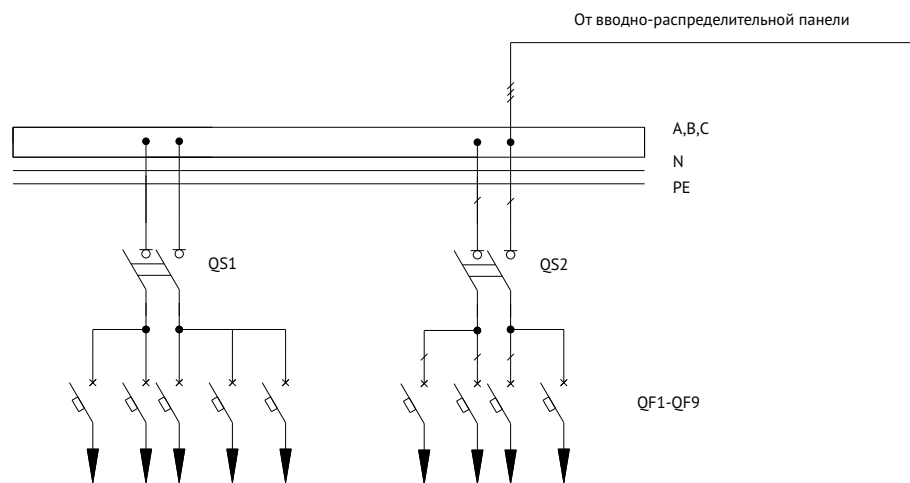 От вводно-распределительной панели
A,B,C
N
PE
QS1
QS2
QF1-QF9